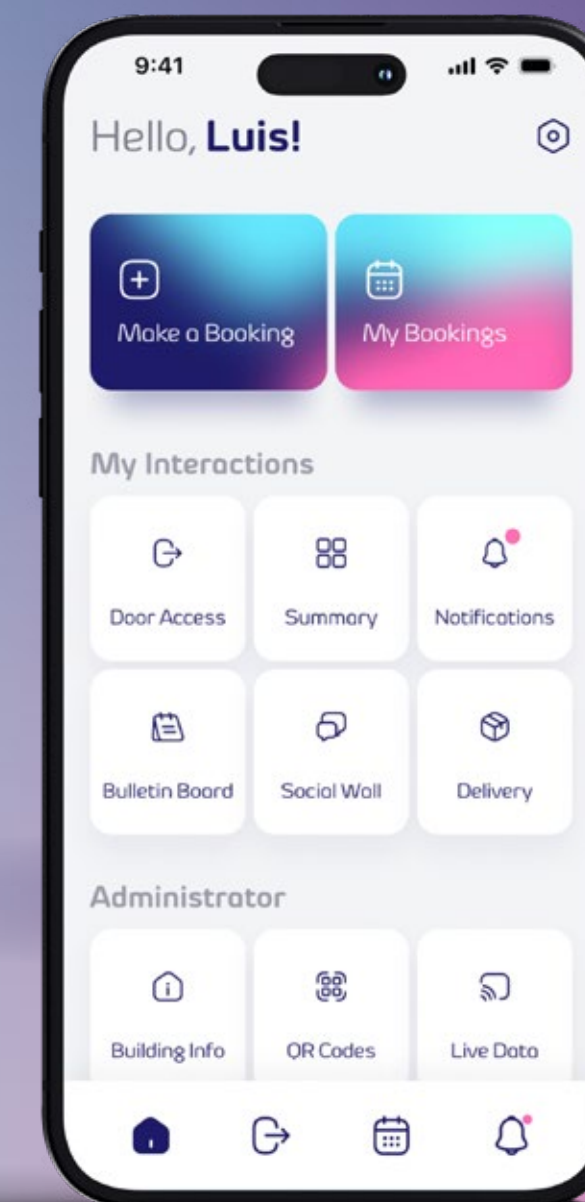 9:41
Hello, Luis!
Make a Booking
My Bookings
My Interactions
Door Access
Summary
Notifications
Bulletin Board
Social Wall
Delivery
Administrator
Building Info
QR Codes
Live Data